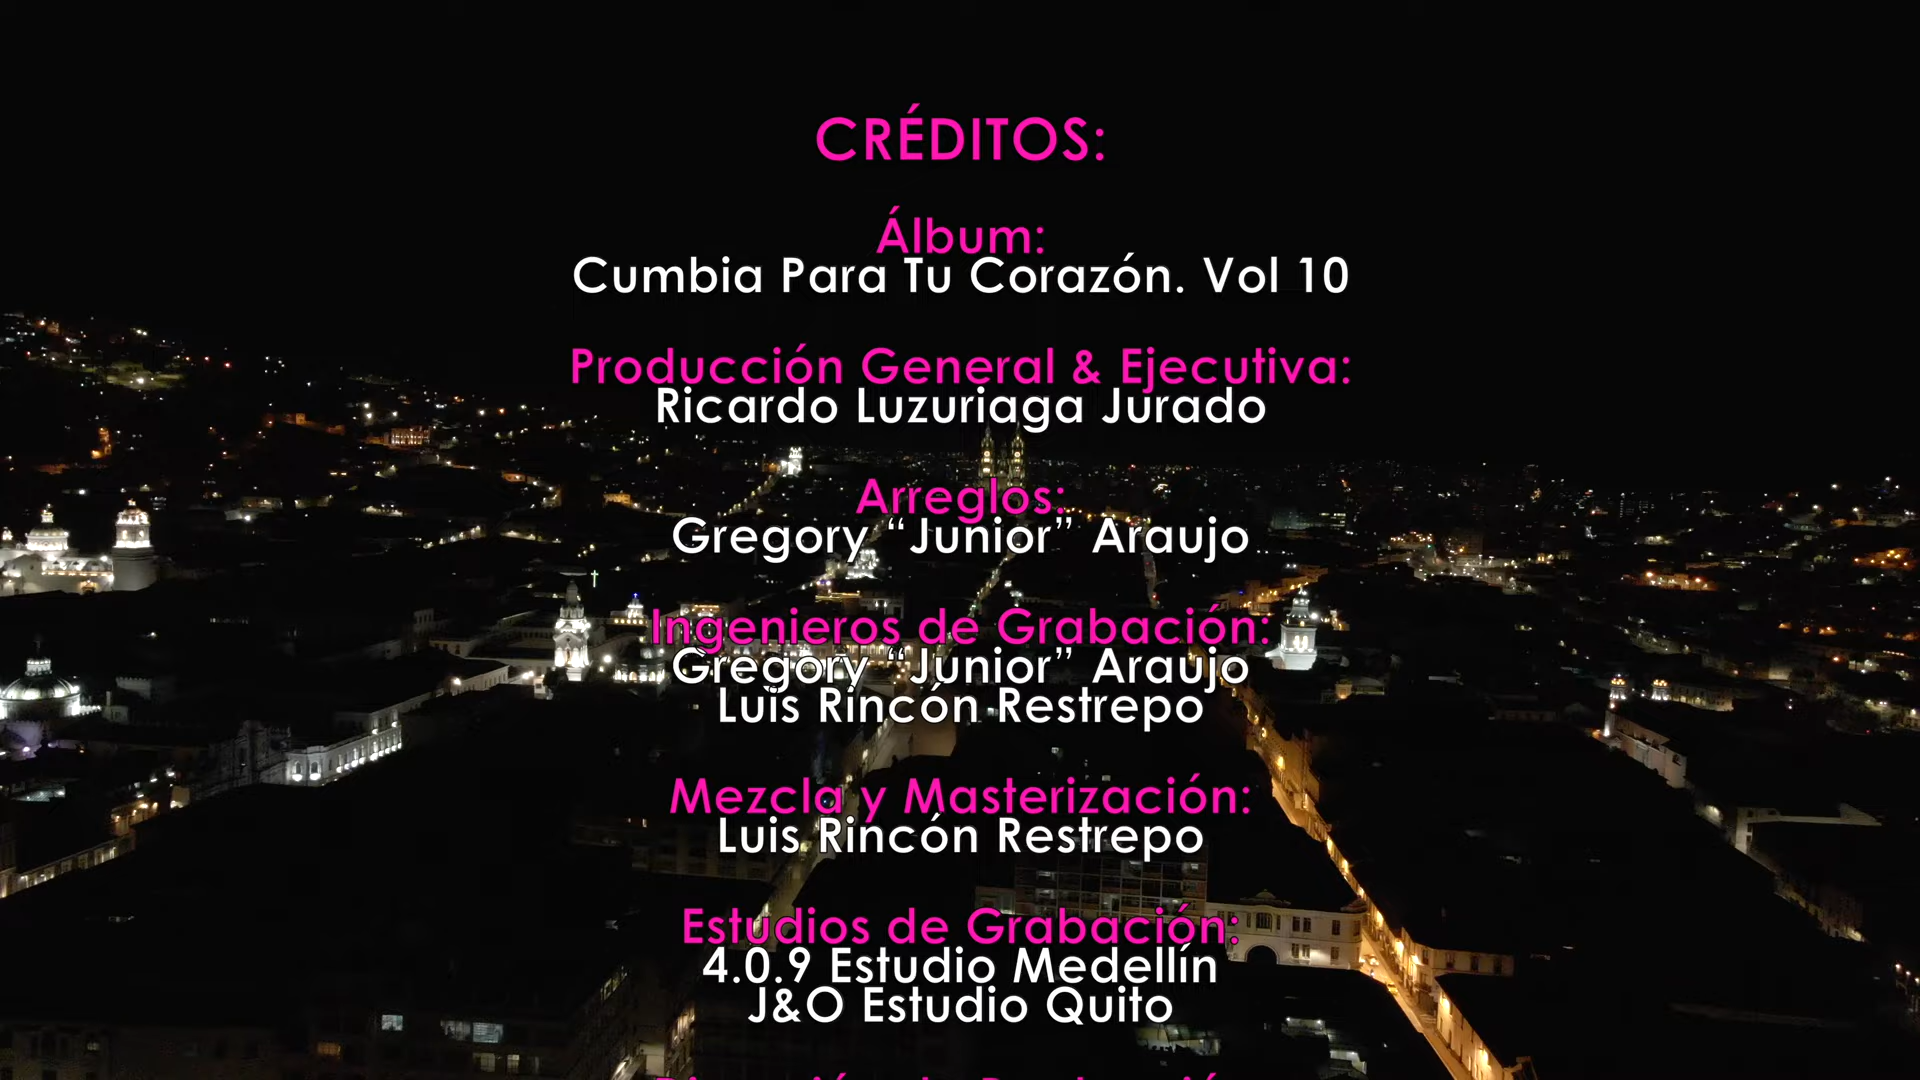 CRÉDITOS:
Álbum:
Cumbia Para Tu Corazón. Vol 10
Producción General & Ejecutiva:
Ricardo Luzuriaga Jurado
Arreglos:
Gregory “Junior” Araujo
Ingenieros de Grabación:
Gregory “Junior” Araujo
Luis Rincón Restrepo
Mezcla y Masterización:
Luis Rincón Restrepo
Estudios de Grabación:
4.0.9 Estudio Medellín
J&O Estudio Quito